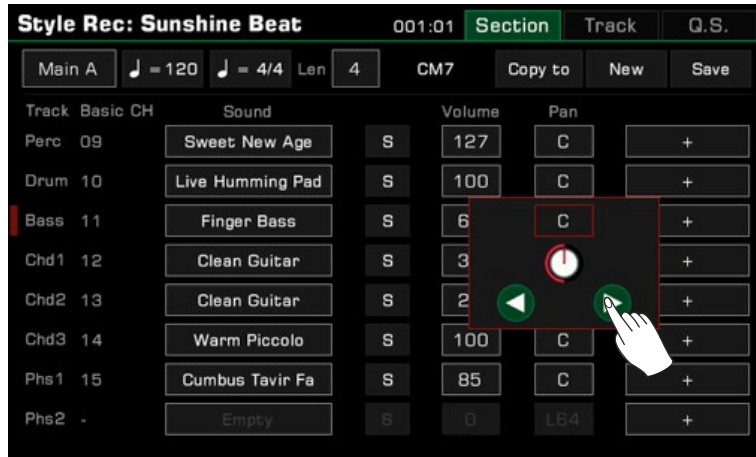 Style Rec: Sunshine Beat 001:01 Section Track Q.S.
Main A ♩ = 120 ♩ = 4/4 Len 4 CM7 Copy to New Save
Track Basic CH Sound Volume Pan
Perc 09 Sweet New Age S 127 C +
Drum 10 Live Humming Pad S 100 C +
Bass 11 Finger Bass S 6 C +
Chd1 12 Clean Guitar S 3 +
Chd2 13 Clean Guitar S 2 +
Chd3 14 Warm Piccolo S 100 C +
Phs1 15 Cumbus Tavir Fa S 85 C +
Phs2 - Empty S 0 L64 +